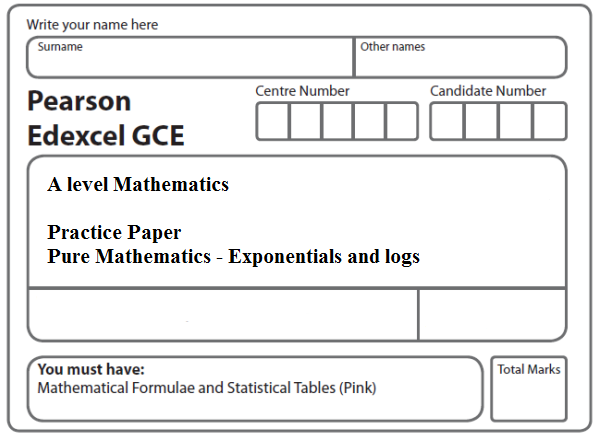 Write your name here
Surname
Other names
Pearson
Edexcel GCE
Centre Number
Candidate Number
A level Mathematics
Practice Paper
Pure Mathematics - Exponentials and logs
You must have:
Mathematical Formulae and Statistical Tables (Pink)
Total Marks